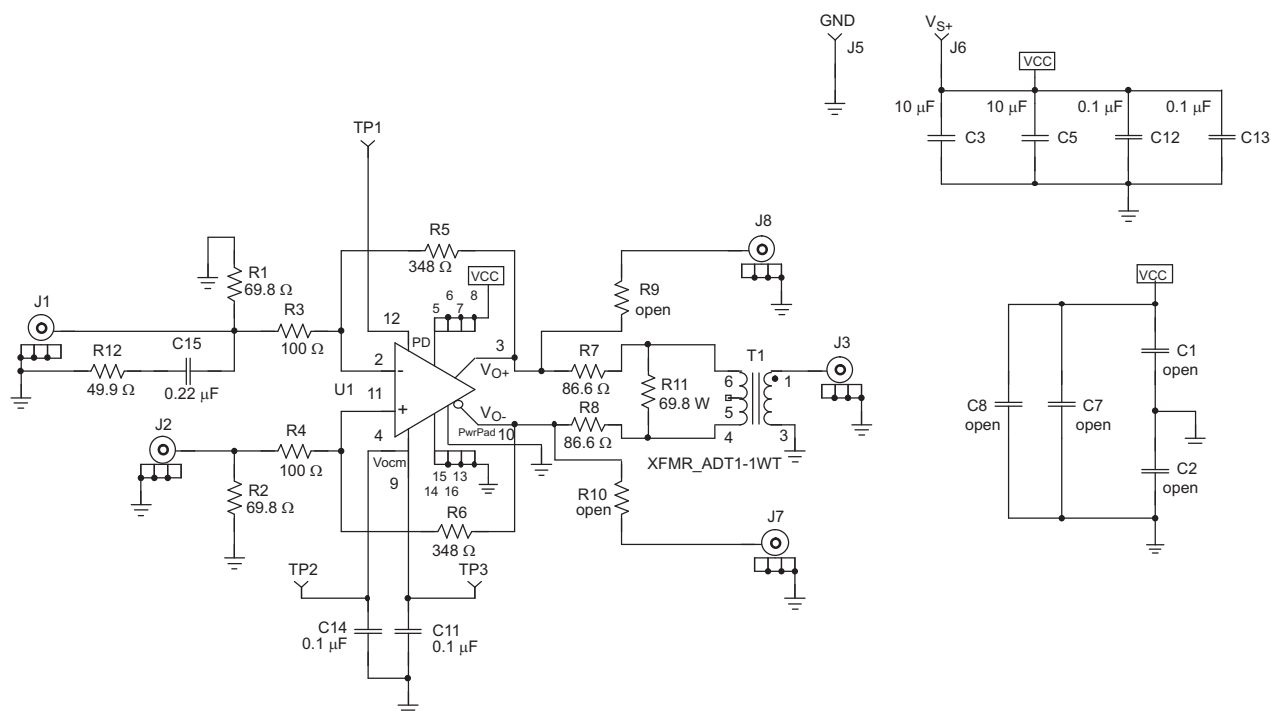 GND
J5
VS+
J6
VCC
10 µF
C3
10 µF
C5
0.1 µF
C12
0.1 µF
C13
TP1
J8
R5
348 Ω
VCC
6 8
5 7
R1
69.8 Ω
R9
open
J1
R3
100 Ω
12
PD
3
VO+
R7
86.6 Ω
T1
J3
R12
49.9 Ω
C15
0.22 µF
2
-
U1
11
+
R11
69.8 W
6
5
4
1
3
VO-
PwrPad
10
R8
86.6 Ω
XFMR_ADT1-1WT
J2
R4
100 Ω
4
Vocm
9
15 13
14 16
R2
69.8 Ω
R6
348 Ω
R10
open
J7
TP2
TP3
C14
0.1 µF
C11
0.1 µF
VCC
C1
open
C8
open
C7
open
C2
open